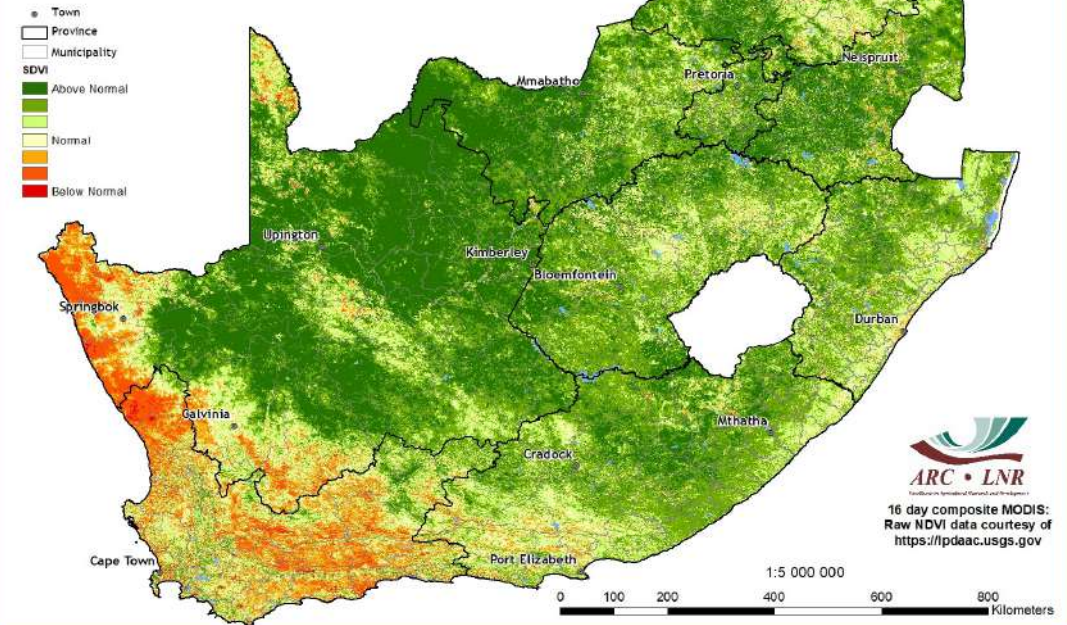 Town
Province
Municipality
SDVI
Above Normal
Normal
Below Normal
Mmabatho
Pretoria
Nelspruit
Upington
Kimberley
Bloemfontein
Springbok
Durban
Calvinia
Mthatha
Cradock
Cape Town
Port Elizabeth
ARC • LNR
16 day composite MODIS:
Raw NDVI data courtesy of
https://lpdaac.usgs.gov
1:5 000 000
0 100 200 400 600 800
Kilometers